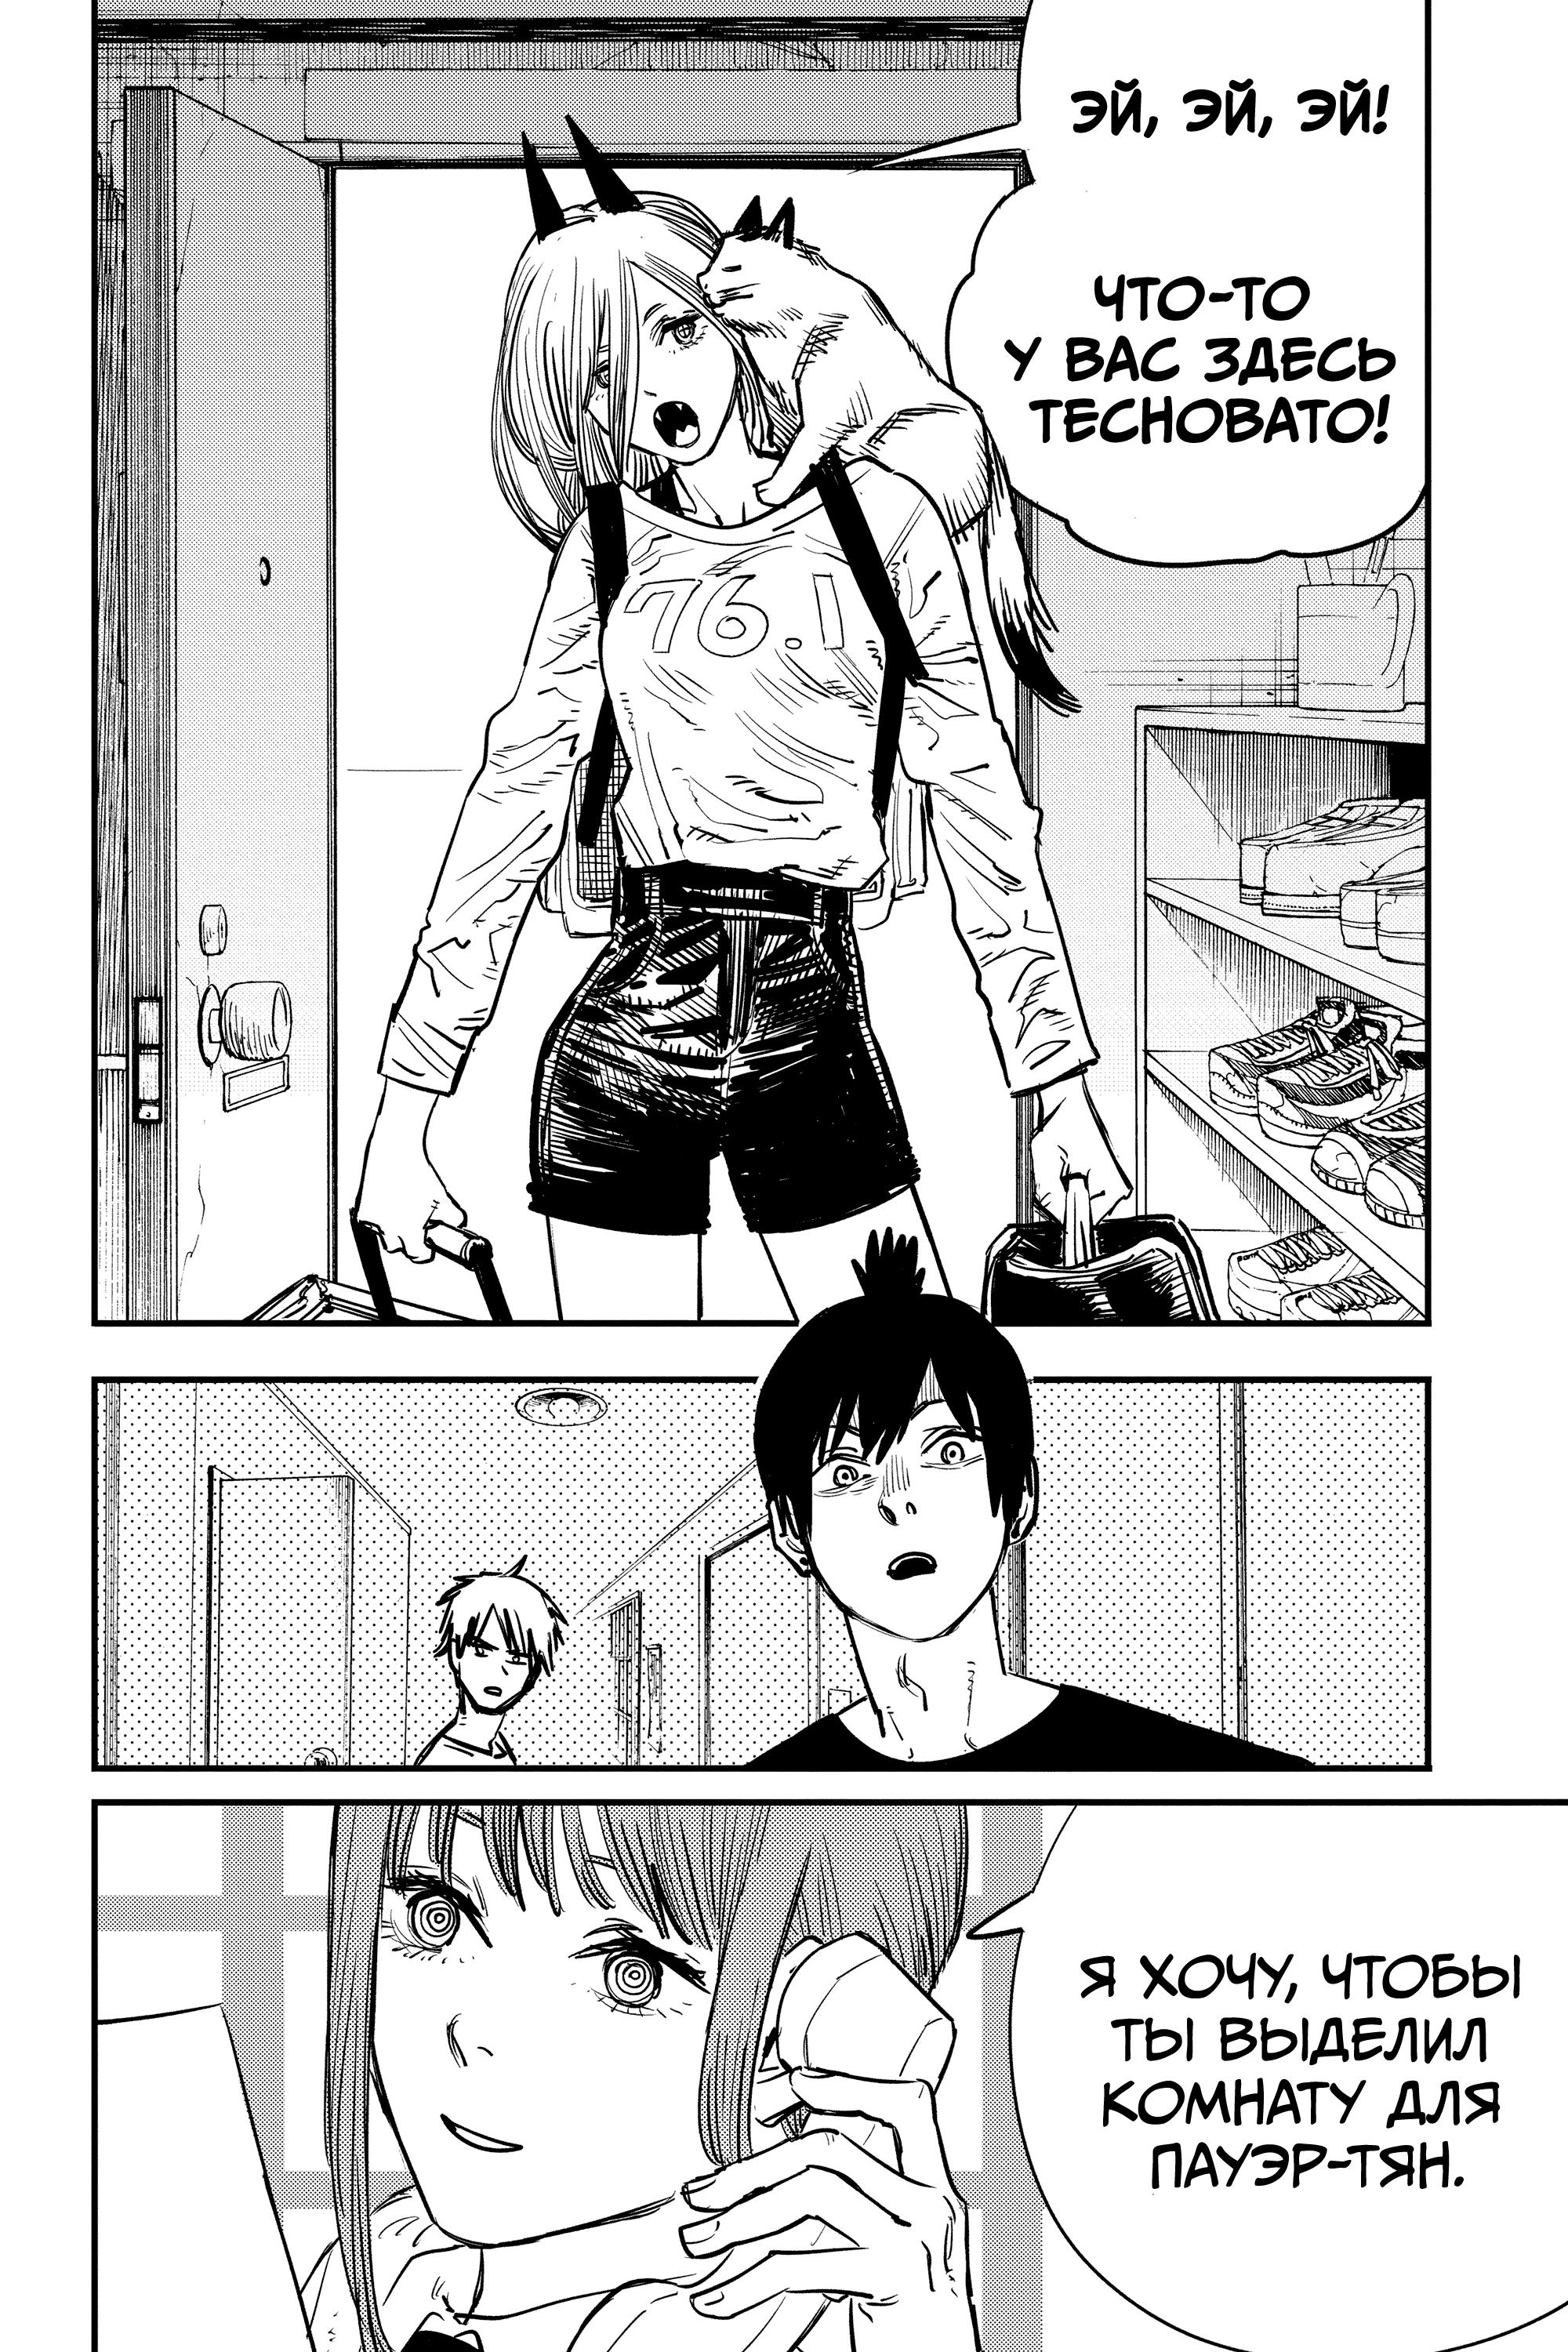 ЭЙ, ЭЙ, ЭЙ!
ЧТО-ТО
У ВАС ЗДЕСЬ
ТЕСНОВАТО!
76.1
Я ХОЧУ, ЧТОБЫ
ТЫ ВЫДЕЛИЛ
КОМНАТУ ДЛЯ
ПАУЭР-ТЯН.